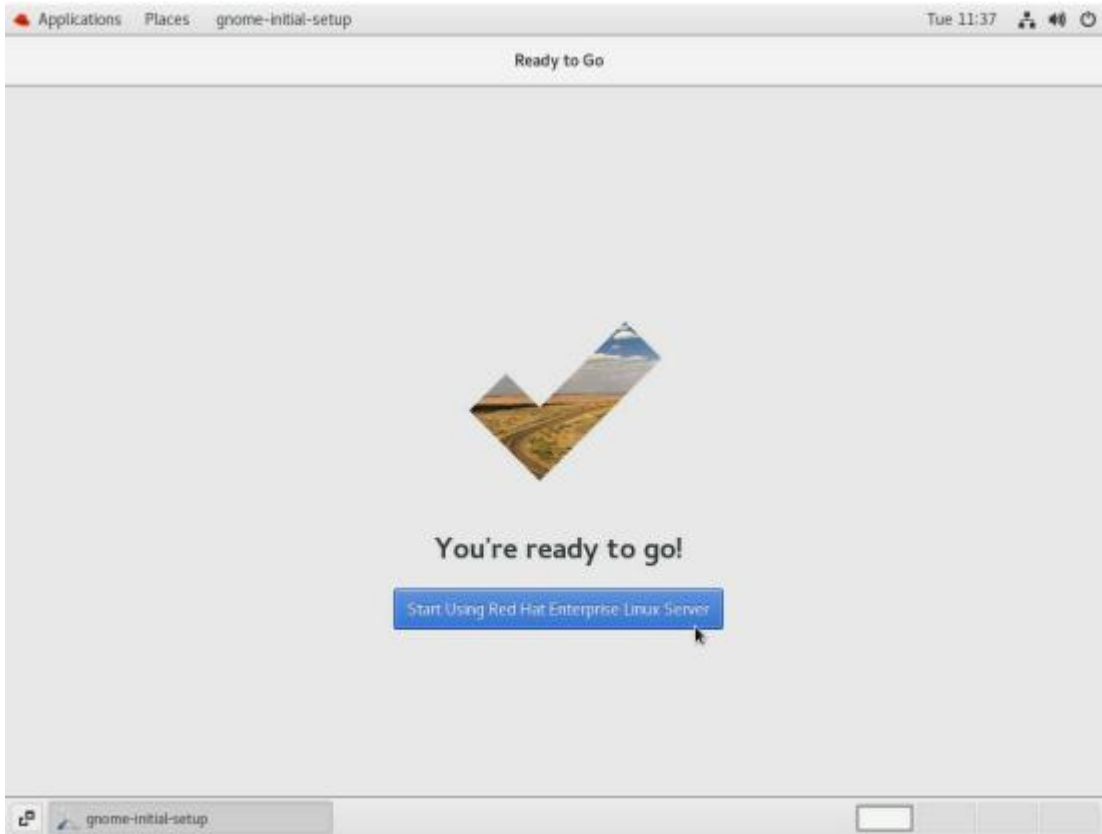 Applications Places gnome-initial-setup Tue 11:37
Ready to Go
You're ready to go!
Start Using Red Hat Enterprise Linux Server
gnome-initial-setup